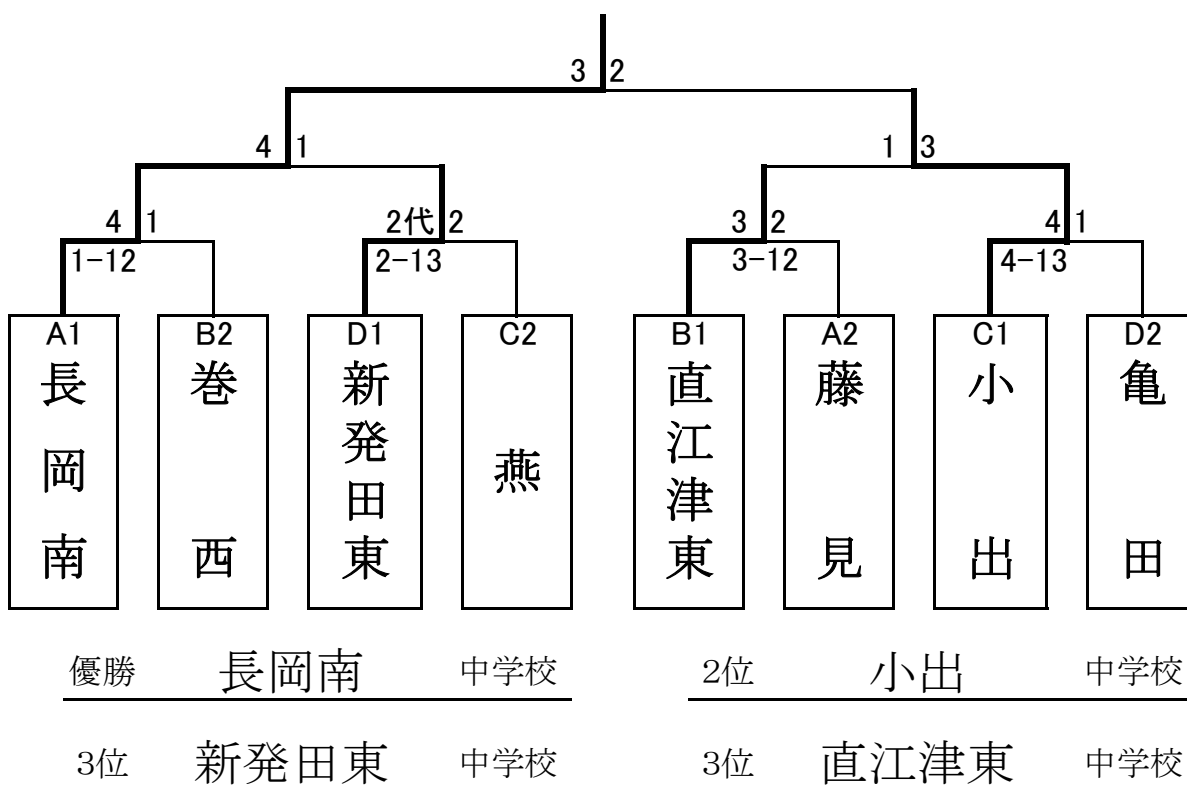 3 2
4 1
1 3
4 1
2代 2
3 2
4 1
1-12
2-13
3-12
4-13
A1
B2
D1
C2
B1
A2
C1
D2
長岡南
巻西
新発田東
燕
直江津東
藤見
小出
亀田
優勝 長岡南 中学校
2位 小出 中学校
3位 新発田東 中学校
3位 直江津東 中学校